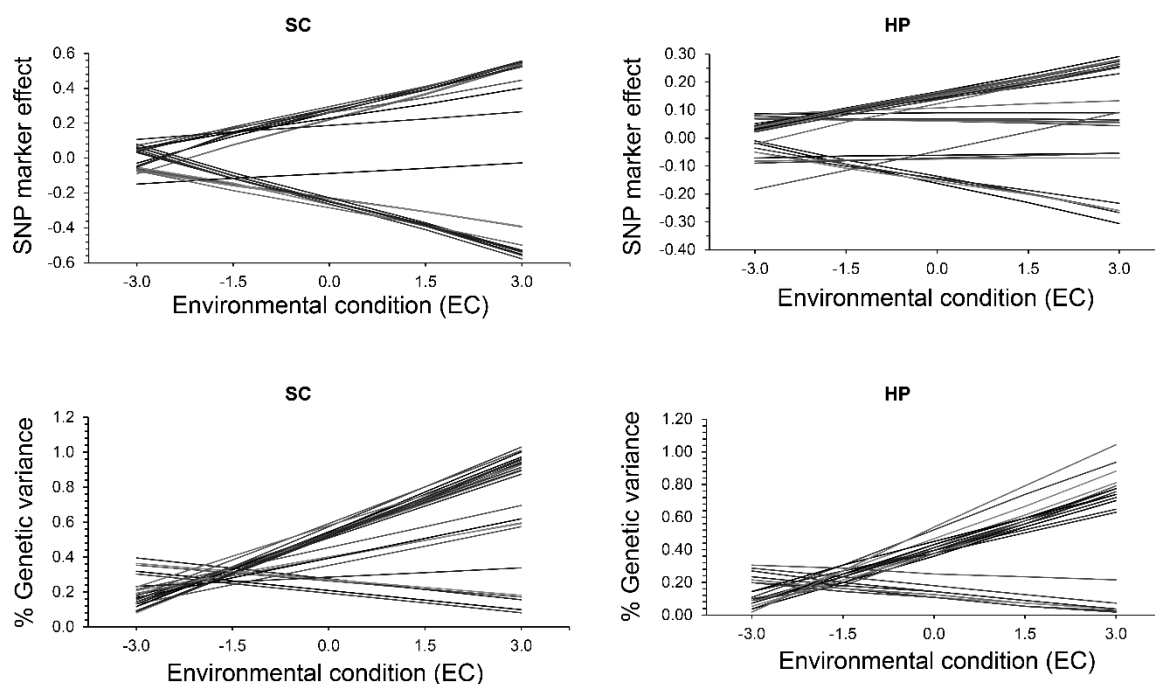 SC
SNP marker effect
0.6
0.4
0.2
0.0
-0.2
-0.4
-0.6
-3.0 -1.5 0.0 1.5 3.0
Environmental condition (EC)
HP
SNP marker effect
0.30
0.20
0.10
0.00
-0.10
-0.20
-0.30
-0.40
-3.0 -1.5 0.0 1.5 3.0
Environmental condition (EC)
SC
% Genetic variance
1.2
1.0
0.8
0.6
0.4
0.2
0.0
-3.0 -1.5 0.0 1.5 3.0
Environmental condition (EC)
HP
% Genetic variance
1.20
1.00
0.80
0.60
0.40
0.20
0.00
-3.0 -1.5 0.0 1.5 3.0
Environmental condition (EC)